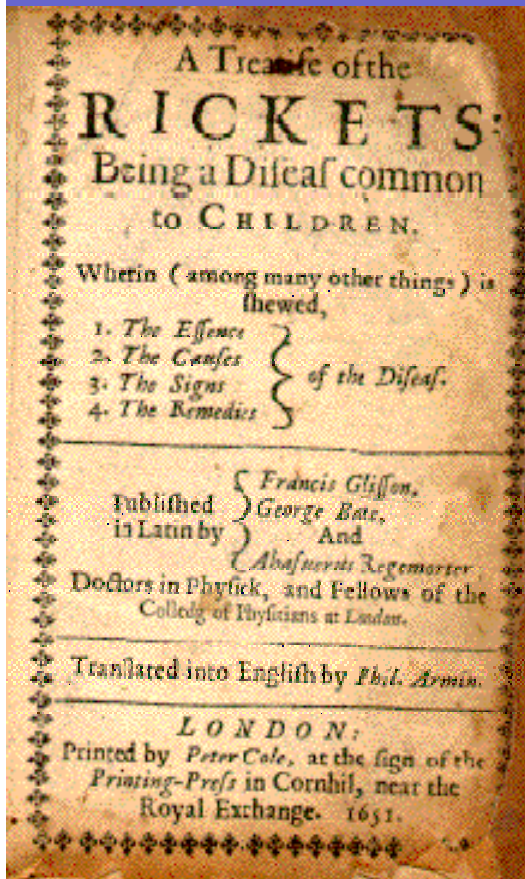 A Treatiſe of the
RICKETS:
Being a Diſeaſ common
to CHILDREN.
Wherin (among many other things) is
ſhewed,
1. The Eſſence
2. The Cauſes
3. The Signs
4. The Remedies
of the Diſeaſ.
Publiſhed
in Latin by
Francis Gliſſon,
George Bate,
And
Ahaſuerus Regemorter,
Doctors in Phyſick, and Fellows of the
Colledg of Phyſitians at London.
Tranſlated into Engliſh by Phil. Armin.
LONDON:
Printed by Peter Cole, at the ſign of the
Printing-Preſs in Cornhil, near the
Royal Exchange. 1651.